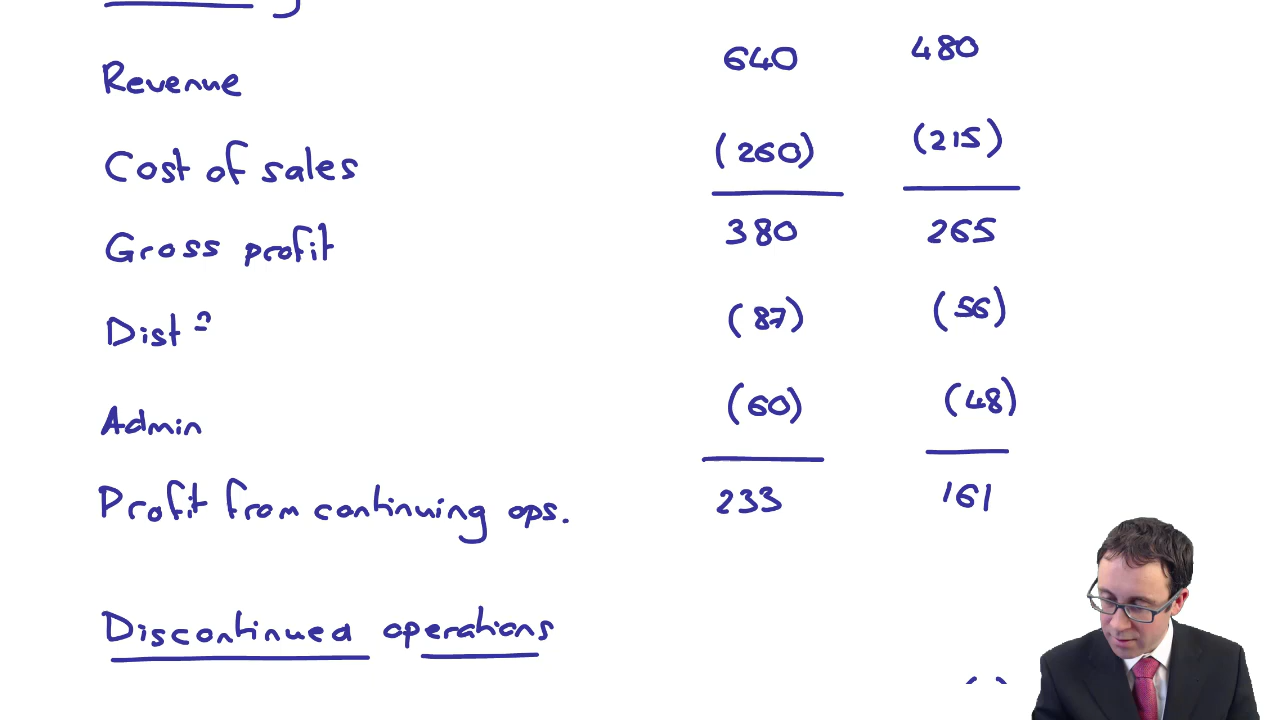 Revenue 640 480
Cost of sales (260) (215)
Gross profit 380 265
Dist n (87) (56)
Admin (60) (48)
Profit from continuing ops. 233 161
Discontinued operations